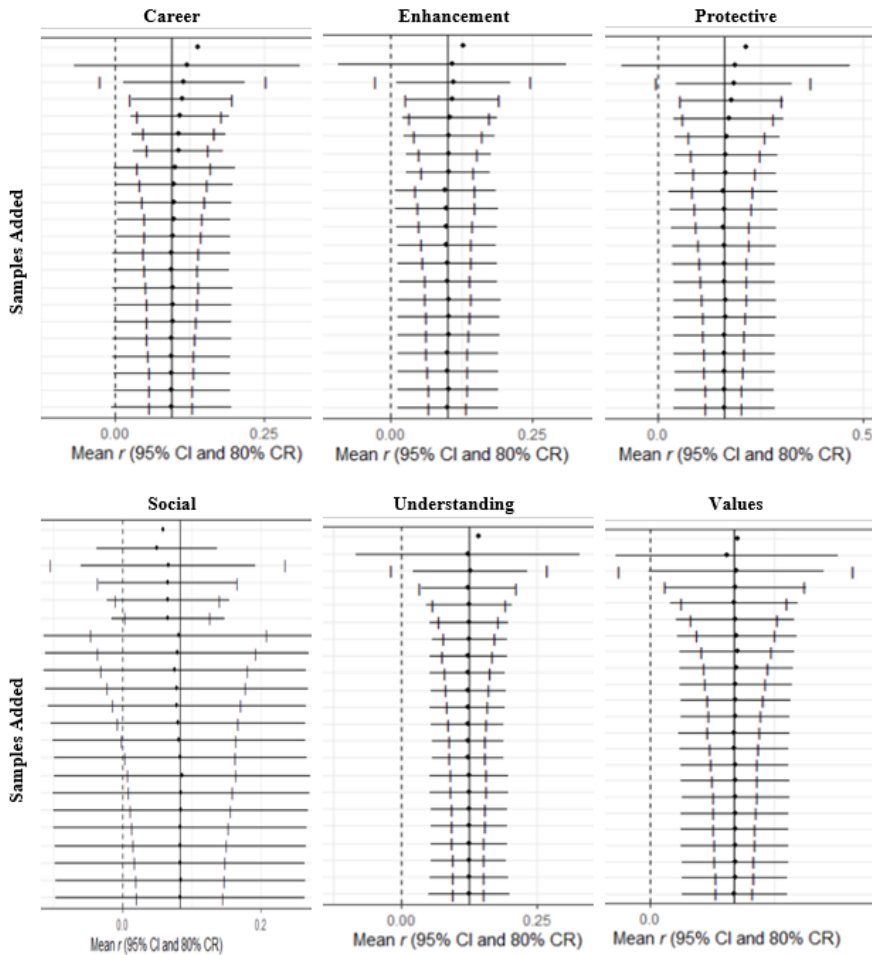 Career
Enhancement
Protective
Samples Added
0.00
0.25
0.00
0.25
0.0
0.5
Mean r (95% CI and 80% CR)
Mean r (95% CI and 80% CR)
Mean r (95% CI and 80% CR)
Social
Understanding
Values
Samples Added
0.0
0.2
0.00
0.25
0.0
Mean r (95% CI and 80% CR)
Mean r (95% CI and 80% CR)
Mean r (95% CI and 80% CR)